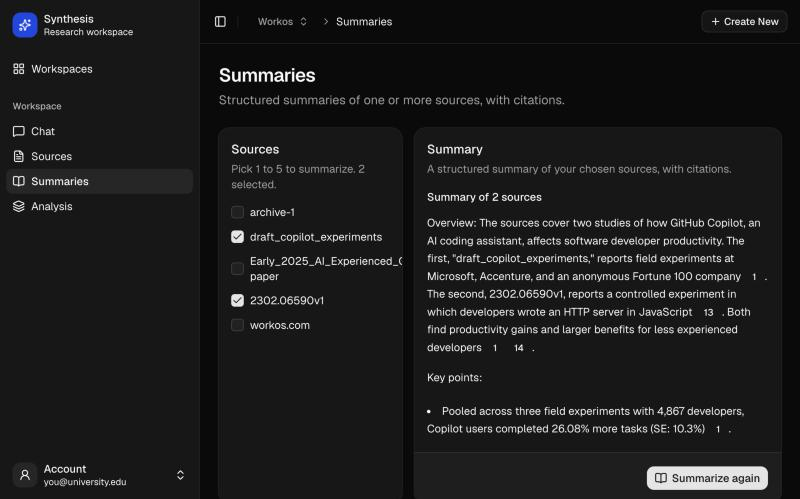 Synthesis
Research workspace
Workspaces
Workspace
Chat
Sources
Summaries
Analysis
Account
you@university.edu
Workos
Summaries
Create New
Summaries
Structured summaries of one or more sources, with citations.
Sources
Pick 1 to 5 to summarize. 2
selected.
archive-1
draft_copilot_experiments
Early_2025_AI_Experienced_
paper
2302.06590v1
workos.com
Summary
A structured summary of your chosen sources, with citations.
Summary of 2 sources
Overview: The sources cover two studies of how GitHub Copilot, an
AI coding assistant, affects software developer productivity. The
first, "draft_copilot_experiments," reports field experiments at
Microsoft, Accenture, and an anonymous Fortune 100 company 1 .
The second, 2302.06590v1, reports a controlled experiment in
which developers wrote an HTTP server in JavaScript 13 . Both
find productivity gains and larger benefits for less experienced
developers 1 14 .
Key points:
• Pooled across three field experiments with 4,867 developers,
Copilot users completed 26.08% more tasks (SE: 10.3%) 1 .
Summarize again